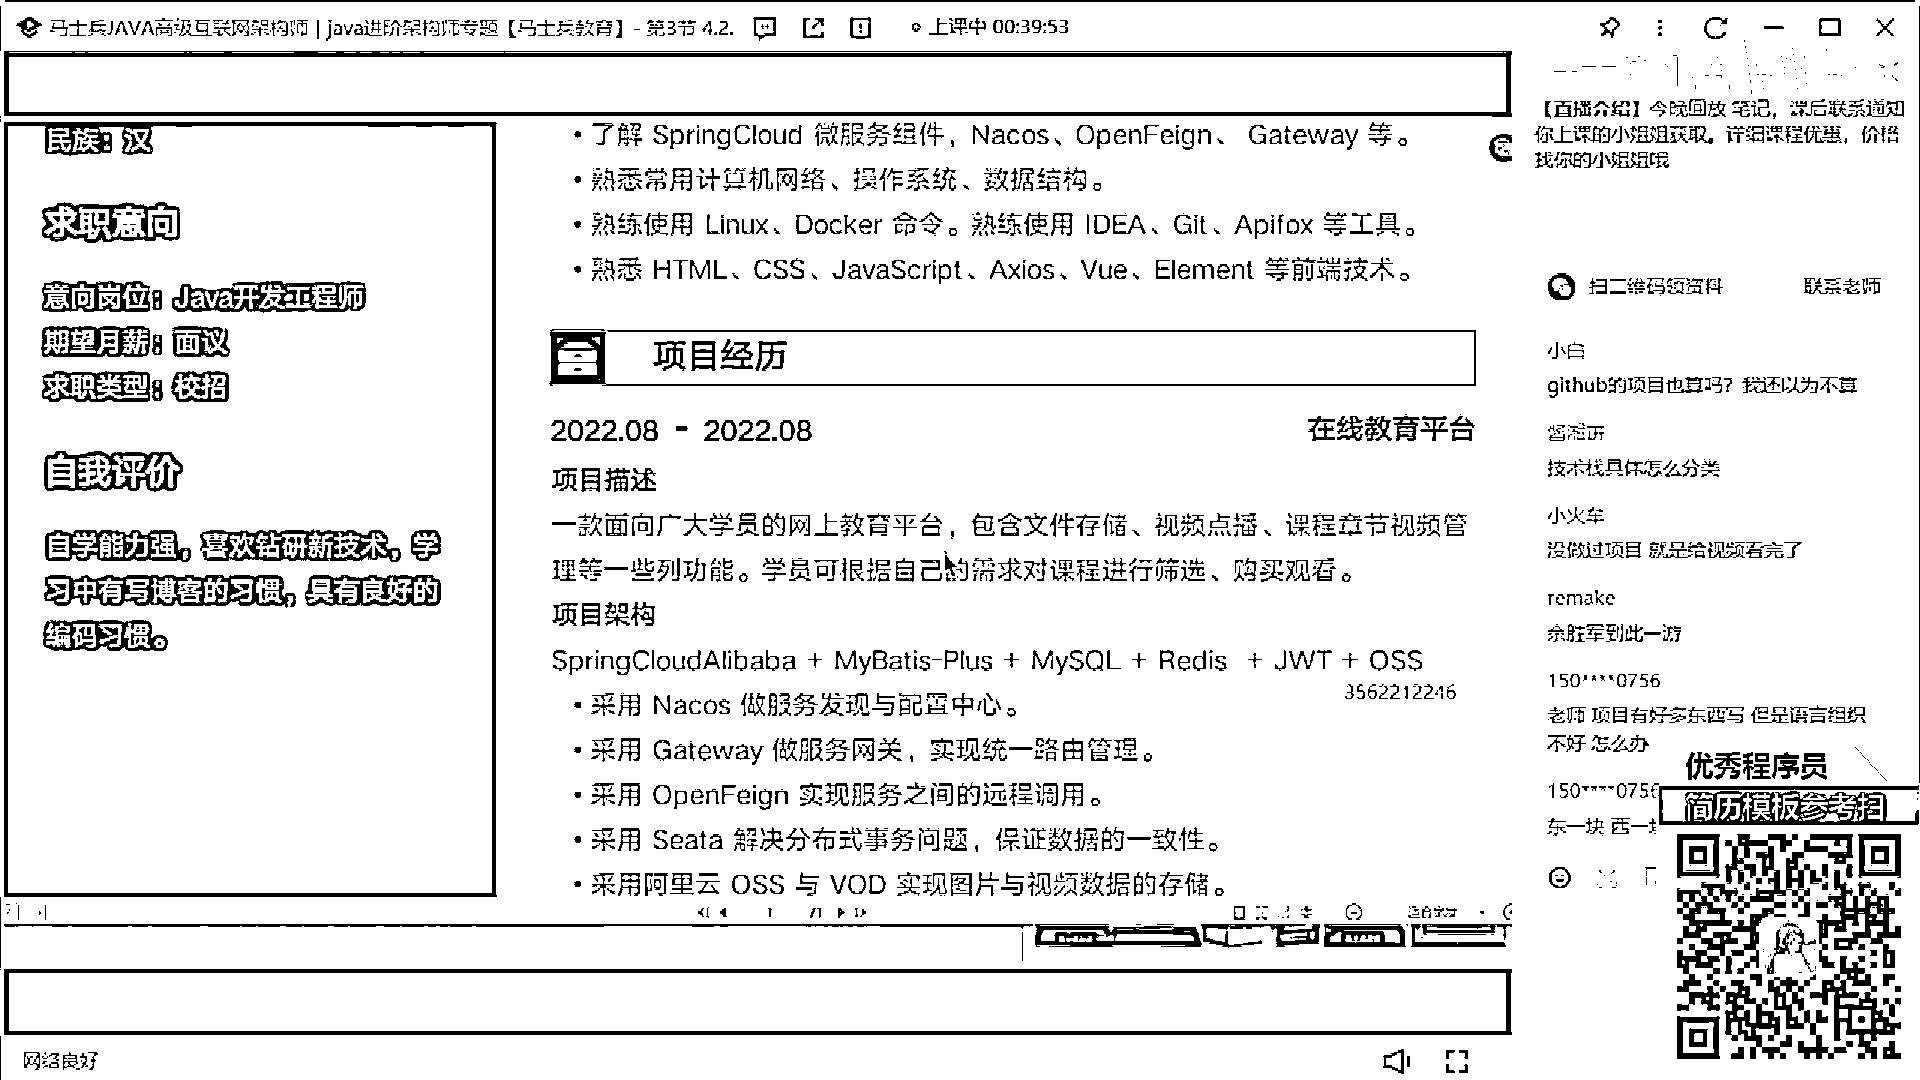 马士兵JAVA高级互联网架构师 | java进阶架构师专题【马士兵教育】- 第3节 4.2.
上课中 00:39:53
民族：汉
求职意向
意向岗位：Java开发工程师
期望月薪：面议
求职类型：校招
自我评价
自学能力强，喜欢钻研新技术，学
习中有写博客的习惯，具有良好的
编码习惯。
• 了解 SpringCloud 微服务组件，Nacos、OpenFeign、 Gateway 等。
• 熟悉常用计算机网络、操作系统、数据结构。
• 熟练使用 Linux、Docker 命令。熟练使用 IDEA、Git、Apifox 等工具。
• 熟悉 HTML、CSS、JavaScript、Axios、Vue、Element 等前端技术。
项目经历
2022.08 - 2022.08 在线教育平台
项目描述
一款面向广大学员的网上教育平台，包含文件存储、视频点播、课程章节视频管
理等一些列功能。学员可根据自己的需求对课程进行筛选、购买观看。
项目架构
SpringCloudAlibaba + MyBatis-Plus + MySQL + Redis + JWT + OSS
3562212246
• 采用 Nacos 做服务发现与配置中心。
• 采用 Gateway 做服务网关，实现统一路由管理。
• 采用 OpenFeign 实现服务之间的远程调用。
• 采用 Seata 解决分布式事务问题，保证数据的一致性。
• 采用阿里云 OSS 与 VOD 实现图片与视频数据的存储。
网络良好
【直播介绍】今晚回放 笔记，课后联系通知
你上课的小姐姐获取。详细课程优惠，价格
找你的小姐姐哦
扫二维码领资料 联系老师
小白
github的项目也算吗？我还以为不算
技术栈具体怎么分类
小火车
没做过项目 就是给视频看完了
remake
余胜军到此一游
150****0756
老师 项目有好多东西写 但是语言组织
不好 怎么办
150****0756
东一块 西一
优秀程序员
简历模板参考扫